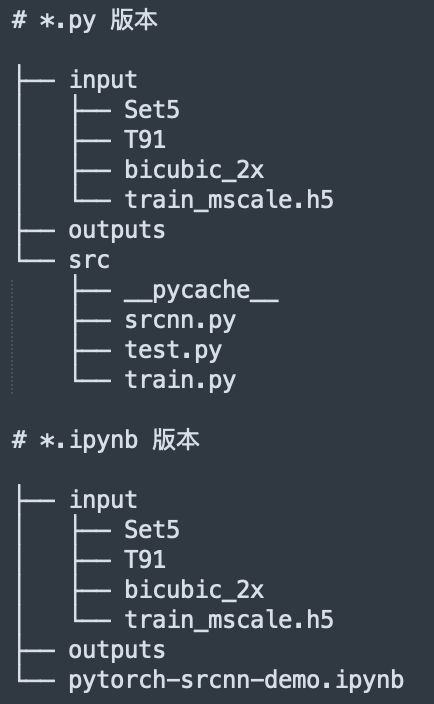 # *.py 版本
├── input
│   ├── Set5
│   ├── T91
│   ├── bicubic_2x
│   └── train_mscale.h5
├── outputs
└── src
    ├── __pycache__
    ├── srcnn.py
    ├── test.py
    └── train.py
# *.ipynb 版本
├── input
│   ├── Set5
│   ├── T91
│   ├── bicubic_2x
│   └── train_mscale.h5
├── outputs
└── pytorch-srcnn-demo.ipynb